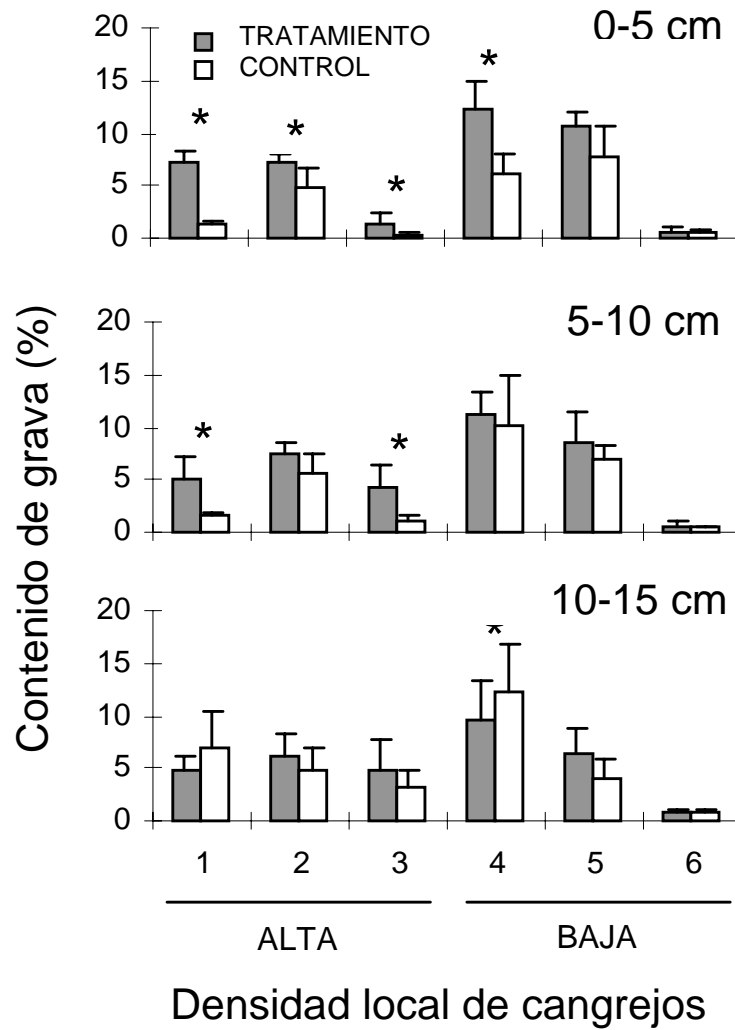 0-5 cm
TRATAMIENTO
CONTROL
20
15
10
5
0
*
*
*
*
5-10 cm
20
15
10
5
0
*
*
10-15 cm
20
15
10
5
0
*
Contenido de grava (%)
1 2 3 4 5 6
ALTA BAJA
Densidad local de cangrejos